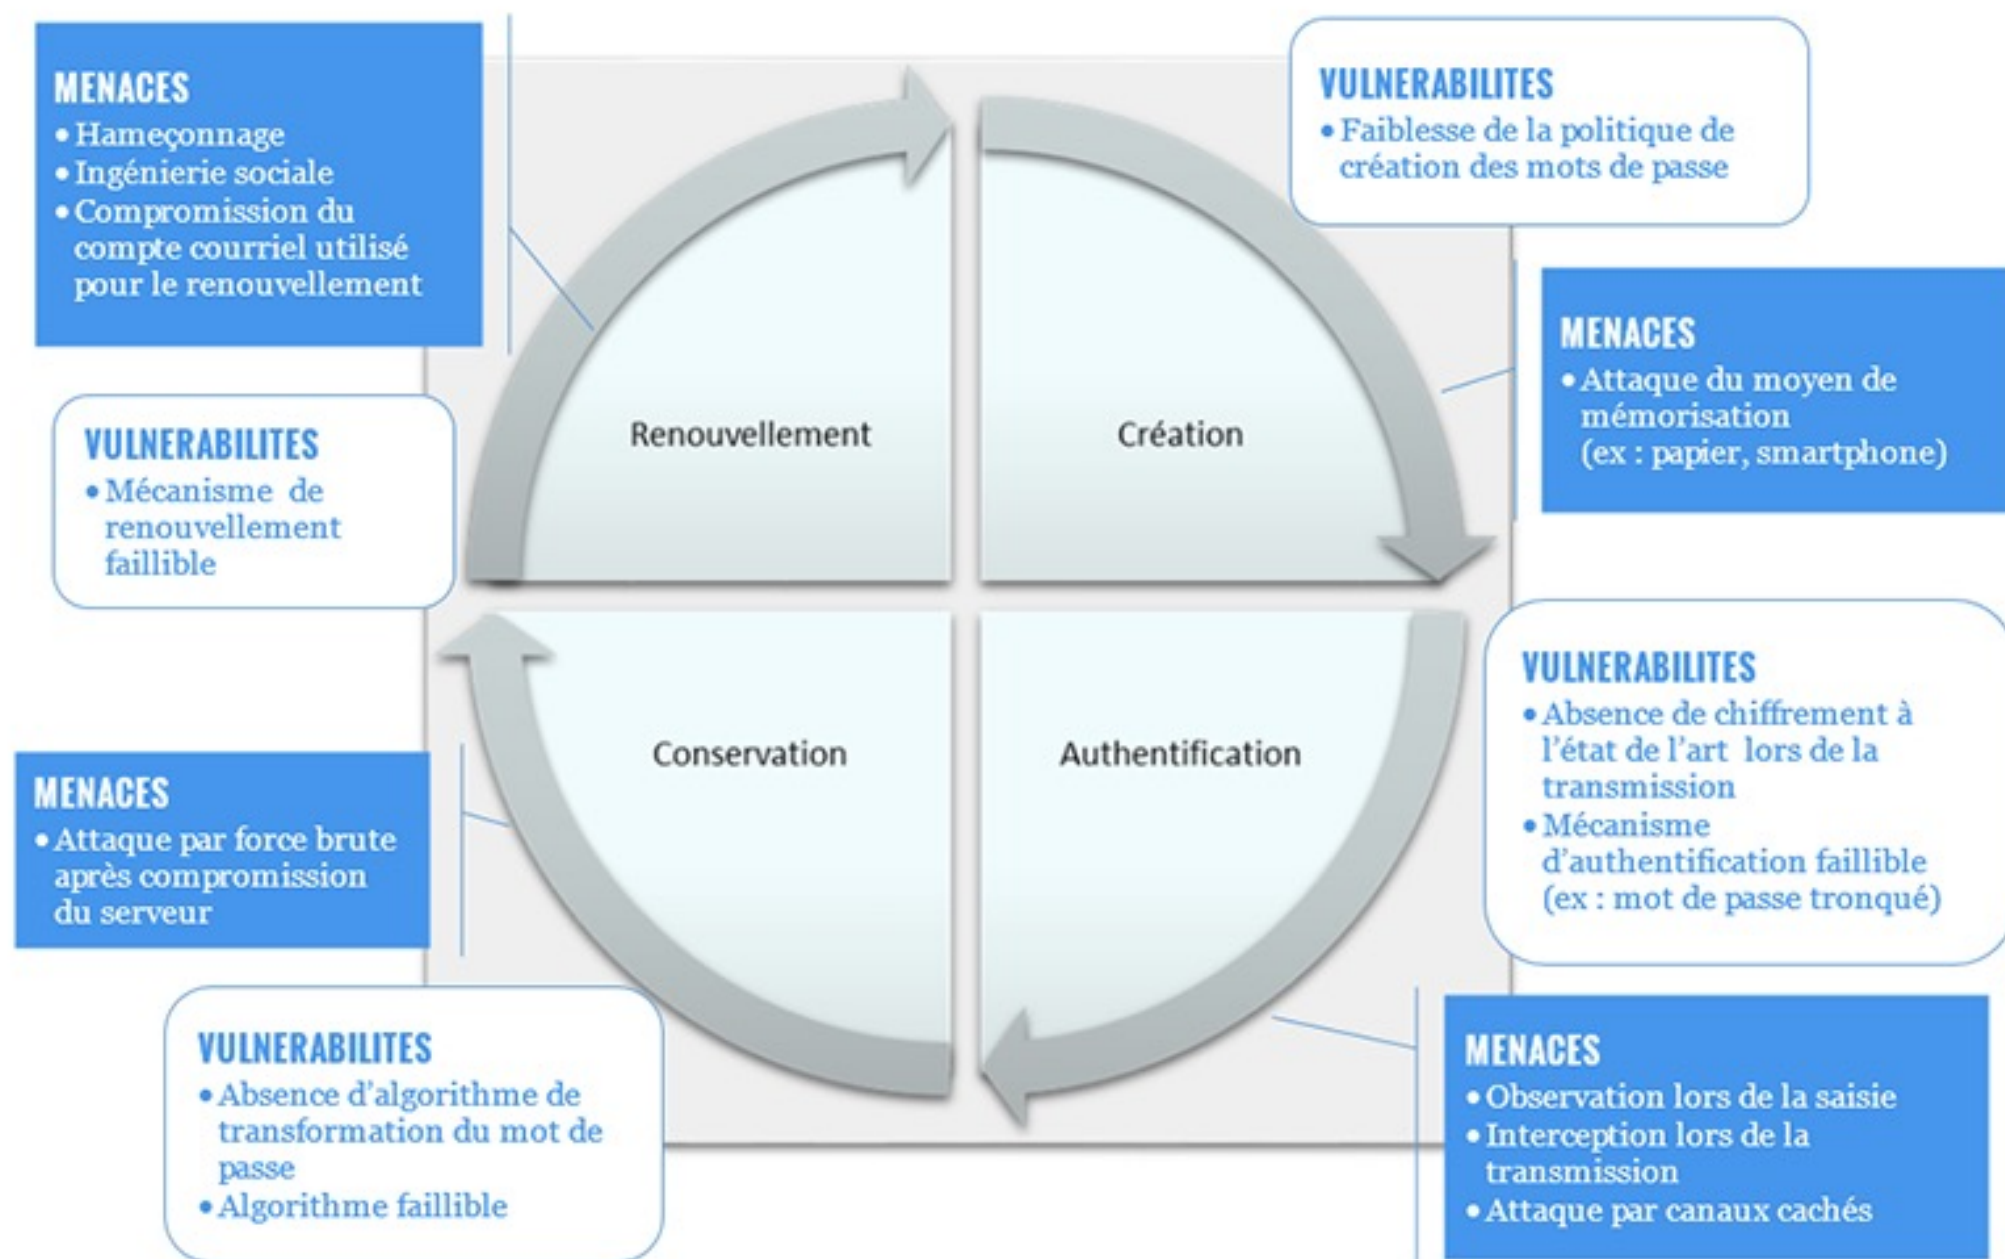 MENACES
• Hameçonnage
• Ingénierie sociale
• Compromission du
compte courriel utilisé
pour le renouvellement
VULNERABILITES
• Faiblesse de la politique de
création des mots de passe
MENACES
• Attaque du moyen de
mémorisation
(ex : papier, smartphone)
VULNERABILITES
• Mécanisme de
renouvellement
faillible
Renouvellement
Création
Conservation
Authentification
VULNERABILITES
• Absence de chiffrement à
l'état de l'art lors de la
transmission
• Mécanisme
d'authentification faillible
(ex : mot de passe tronqué)
MENACES
• Attaque par force brute
après compromission
du serveur
VULNERABILITES
• Absence d'algorithme de
transformation du mot de
passe
• Algorithme faillible
MENACES
• Observation lors de la saisie
• Interception lors de la
transmission
• Attaque par canaux cachés